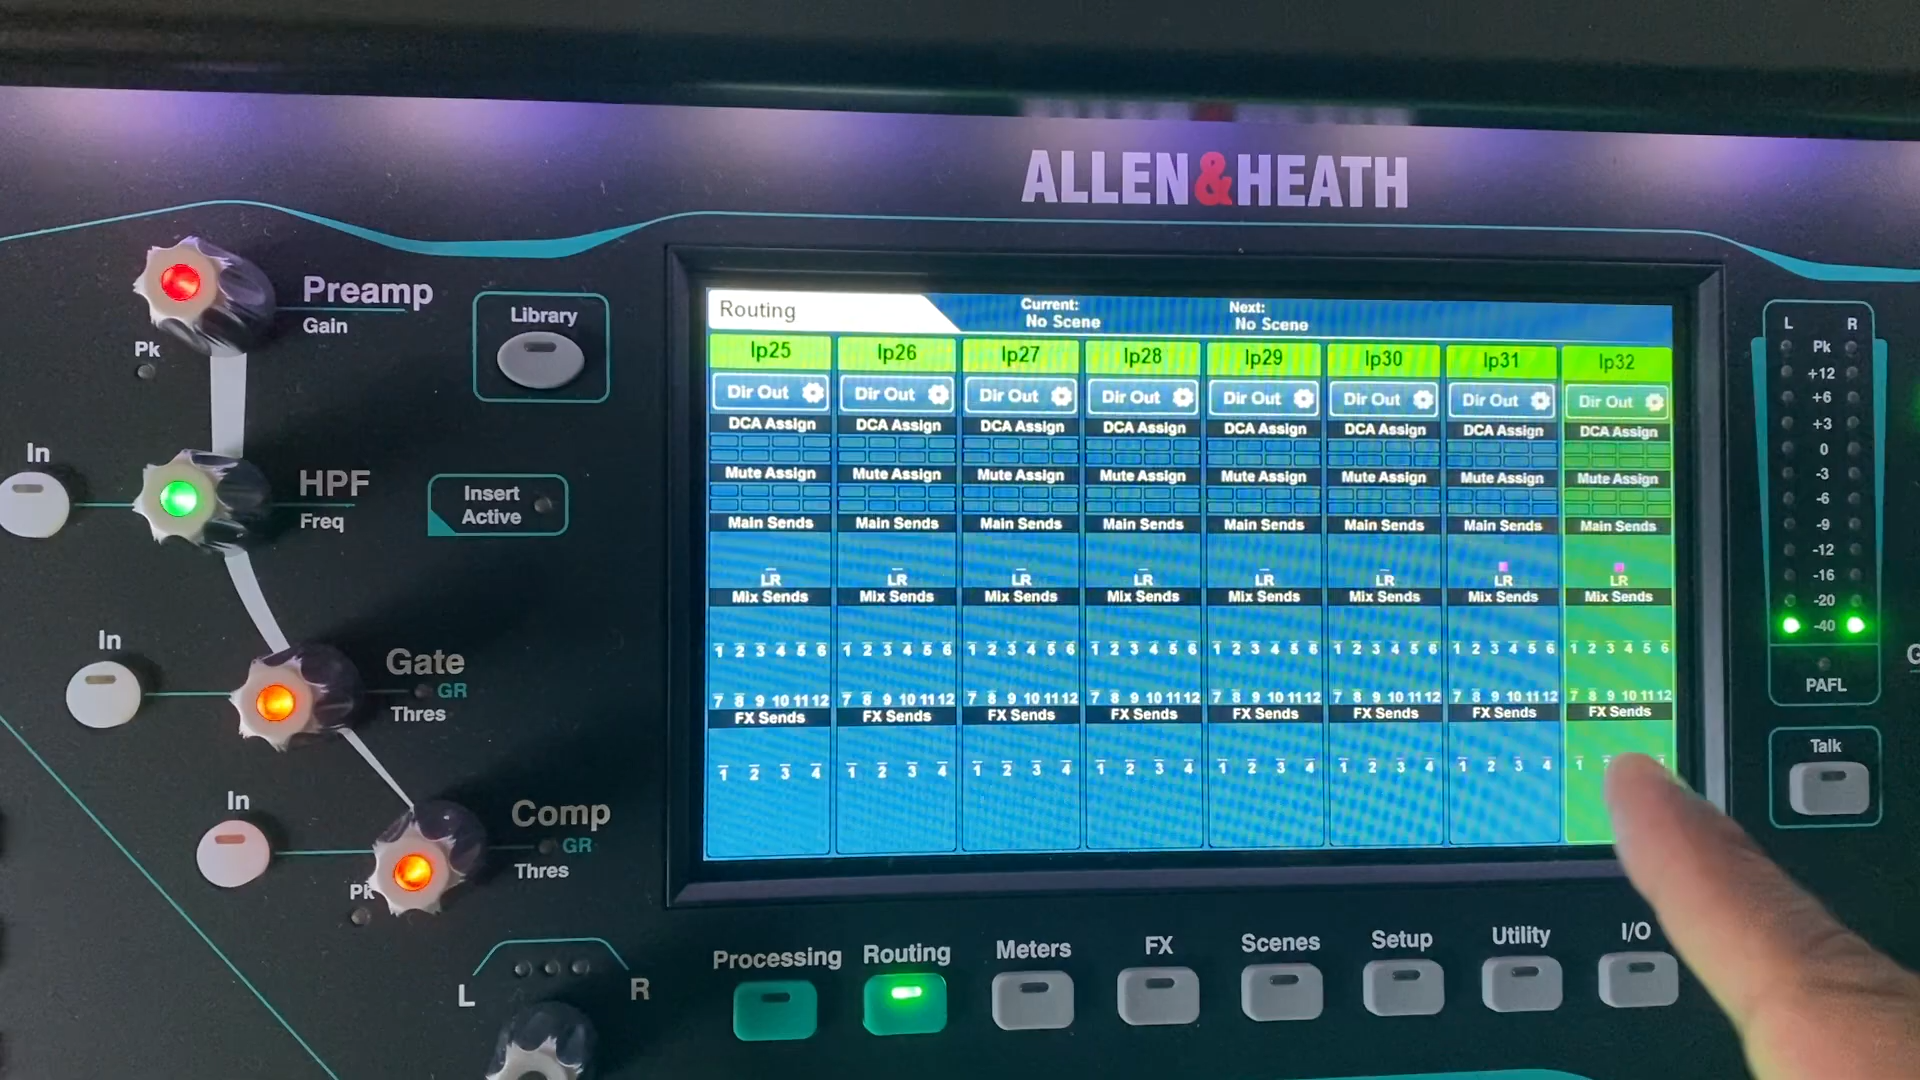 ALLEN&HEATH
Preamp
Gain
Pk
Library
In
HPF
Freq
Insert
Active
In
Gate
GR
Thres
In
Comp
GR
Thres
Pk
L R
Routing
Current:
No Scene
Next:
No Scene
Ip25 Ip26 Ip27 Ip28 Ip29 Ip30 Ip31 Ip32
Dir Out Dir Out Dir Out Dir Out Dir Out Dir Out Dir Out Dir Out
DCA Assign DCA Assign DCA Assign DCA Assign DCA Assign DCA Assign DCA Assign DCA Assign
Mute Assign Mute Assign Mute Assign Mute Assign Mute Assign Mute Assign Mute Assign Mute Assign
Main Sends Main Sends Main Sends Main Sends Main Sends Main Sends Main Sends Main Sends
LR LR LR LR LR LR LR LR
Mix Sends Mix Sends Mix Sends Mix Sends Mix Sends Mix Sends Mix Sends Mix Sends
1 2 3 4 5 6 1 2 3 4 5 6 1 2 3 4 5 6 1 2 3 4 5 6 1 2 3 4 5 6 1 2 3 4 5 6 1 2 3 4 5 6 1 2 3 4 5 6
7 8 9 10 11 12 7 8 9 10 11 12 7 8 9 10 11 12 7 8 9 10 11 12 7 8 9 10 11 12 7 8 9 10 11 12 7 8 9 10 11 12 7 8 9 10 11 12
FX Sends FX Sends FX Sends FX Sends FX Sends FX Sends FX Sends FX Sends
1 2 3 4 1 2 3 4 1 2 3 4 1 2 3 4 1 2 3 4 1 2 3 4 1 2 3 4 1
L R
Pk
+12
+6
+3
0
-3
-6
-9
-12
-16
-20
-40
PAFL
Talk
Processing Routing Meters FX Scenes Setup Utility I/O